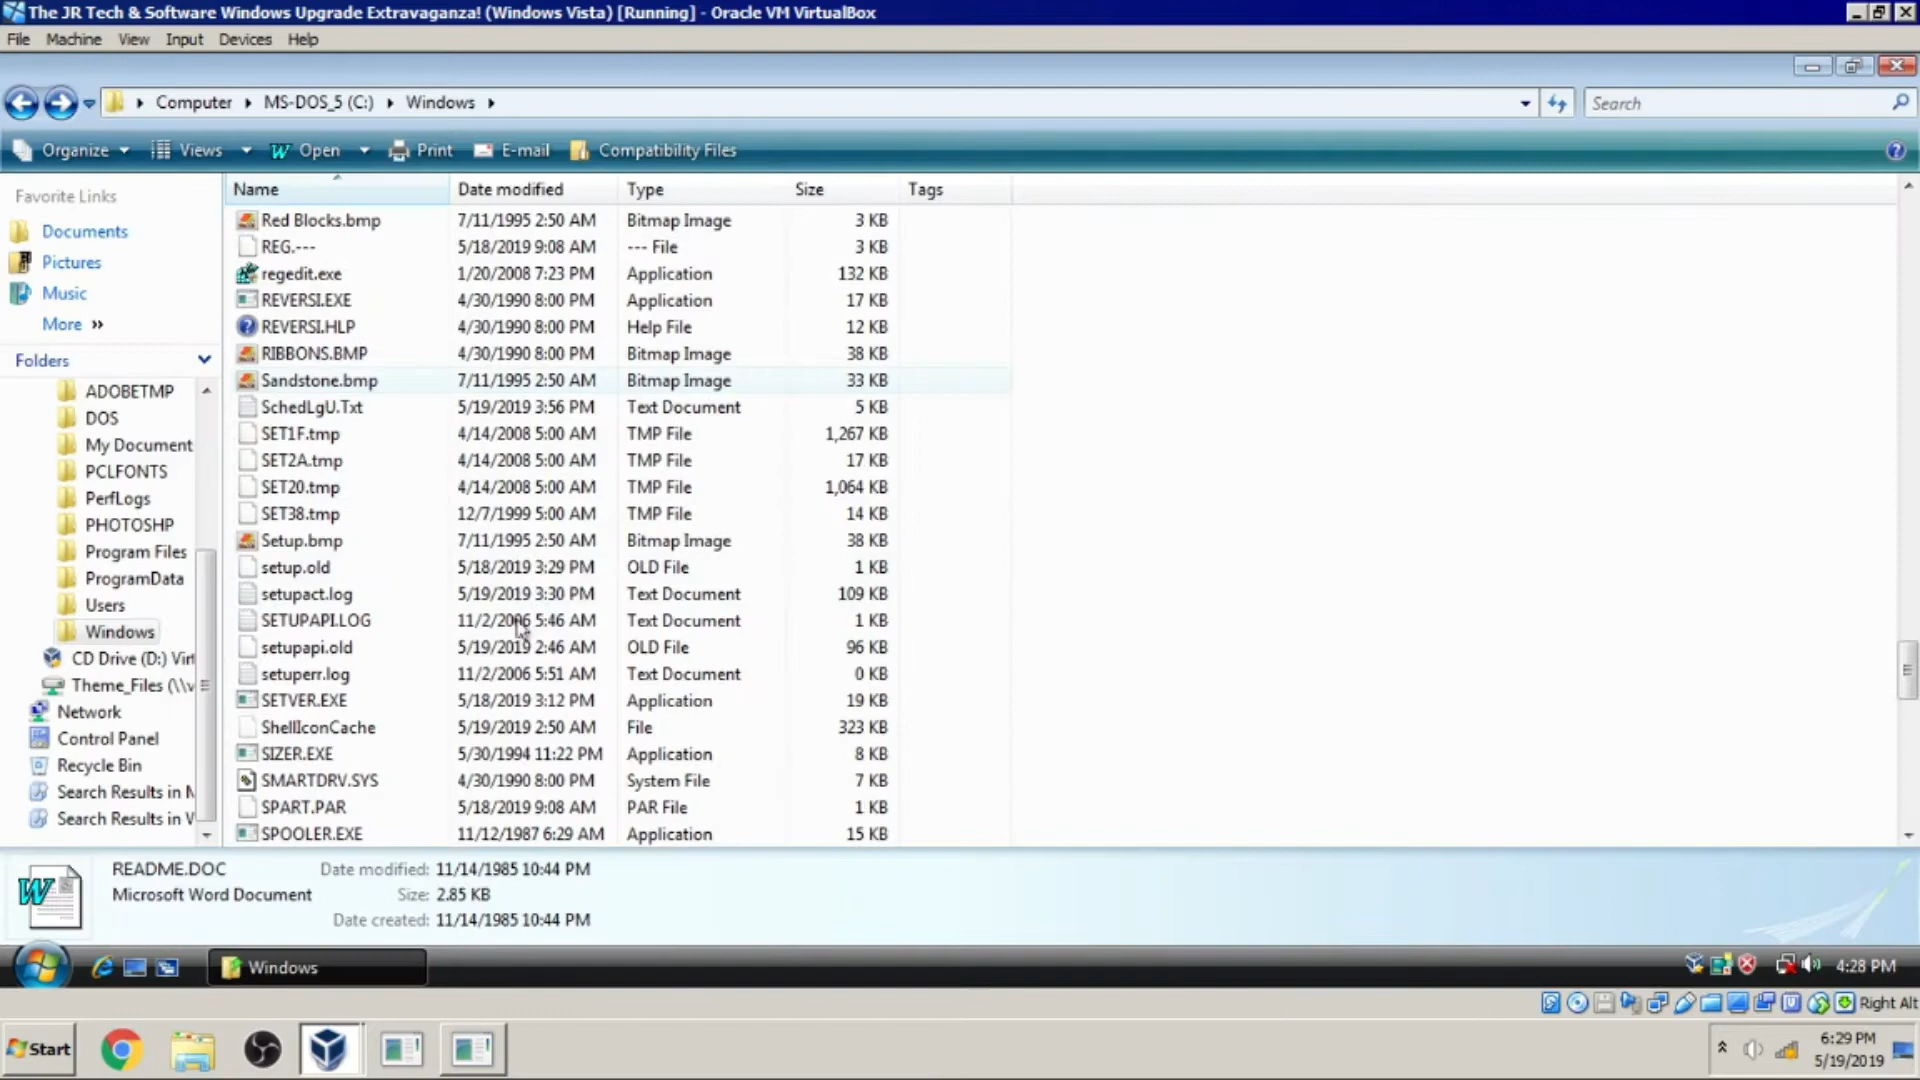 The JR Tech & Software Windows Upgrade Extravaganza! (Windows Vista) [Running] - Oracle VM VirtualBox
File Machine View Input Devices Help
Computer MS-DOS_5 (C:) Windows Search
Organize Views Open Print E-mail Compatibility Files
Favorite Links
Documents
Pictures
Music
More »
Folders
ADOBETMP
DOS
My Document
PCLFONTS
PerfLogs
PHOTOSHP
Program Files
ProgramData
Users
Windows
CD Drive (D:) Virt
Theme_Files (\\v
Network
Control Panel
Recycle Bin
Search Results in
Search Results in
Name Date modified Type Size Tags
Red Blocks.bmp 7/11/1995 2:50 AM Bitmap Image 3 KB
REG.--- 5/18/2019 9:08 AM --- File 3 KB
regedit.exe 1/20/2008 7:23 PM Application 132 KB
REVERSI.EXE 4/30/1990 8:00 PM Application 17 KB
REVERSI.HLP 4/30/1990 8:00 PM Help File 12 KB
RIBBONS.BMP 4/30/1990 8:00 PM Bitmap Image 38 KB
Sandstone.bmp 7/11/1995 2:50 AM Bitmap Image 33 KB
SchedLgU.Txt 5/19/2019 3:56 PM Text Document 5 KB
SET1F.tmp 4/14/2008 5:00 AM TMP File 1,267 KB
SET2A.tmp 4/14/2008 5:00 AM TMP File 17 KB
SET20.tmp 4/14/2008 5:00 AM TMP File 1,064 KB
SET38.tmp 12/7/1999 5:00 AM TMP File 14 KB
Setup.bmp 7/11/1995 2:50 AM Bitmap Image 38 KB
setup.old 5/18/2019 3:29 PM OLD File 1 KB
setupact.log 5/19/2019 3:30 PM Text Document 109 KB
SETUPAPI.LOG 11/2/2006 5:46 AM Text Document 1 KB
setupapi.old 5/19/2019 2:46 AM OLD File 96 KB
setuperr.log 11/2/2006 5:51 AM Text Document 0 KB
SETVER.EXE 5/18/2019 3:12 PM Application 19 KB
ShellIconCache 5/19/2019 2:50 AM File 323 KB
SIZER.EXE 5/30/1994 11:22 PM Application 8 KB
SMARTDRV.SYS 4/30/1990 8:00 PM System File 7 KB
SPART.PAR 5/18/2019 9:08 AM PAR File 1 KB
SPOOLER.EXE 11/12/1987 6:29 AM Application 15 KB
README.DOC Date modified: 11/14/1985 10:44 PM
Microsoft Word Document Size: 2.85 KB
Date created: 11/14/1985 10:44 PM
Windows 4:28 PM
Right Alt
Start 6:29 PM
5/19/2019